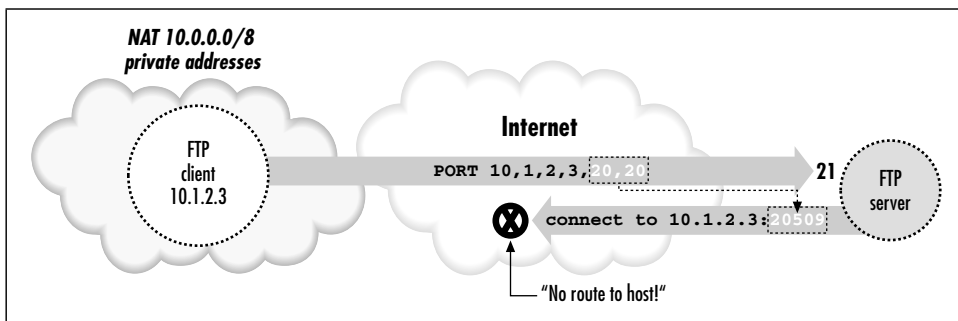 NAT 10.0.0.0/8
private addresses
Internet
FTP
client
10.1.2.3
PORT 10,1,2,3,20,20
21
FTP
server
connect to 10.1.2.3:20509
X
"No route to host!"